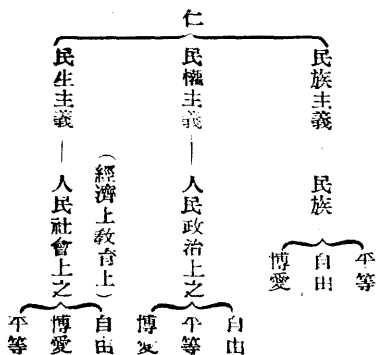 仁
民族主義
民族
平等
自由
博愛
民權主義—人民政治上之
自由
平等
博愛
（經濟上教育上）
民生主義—人民社會上之
自由
博愛
平等